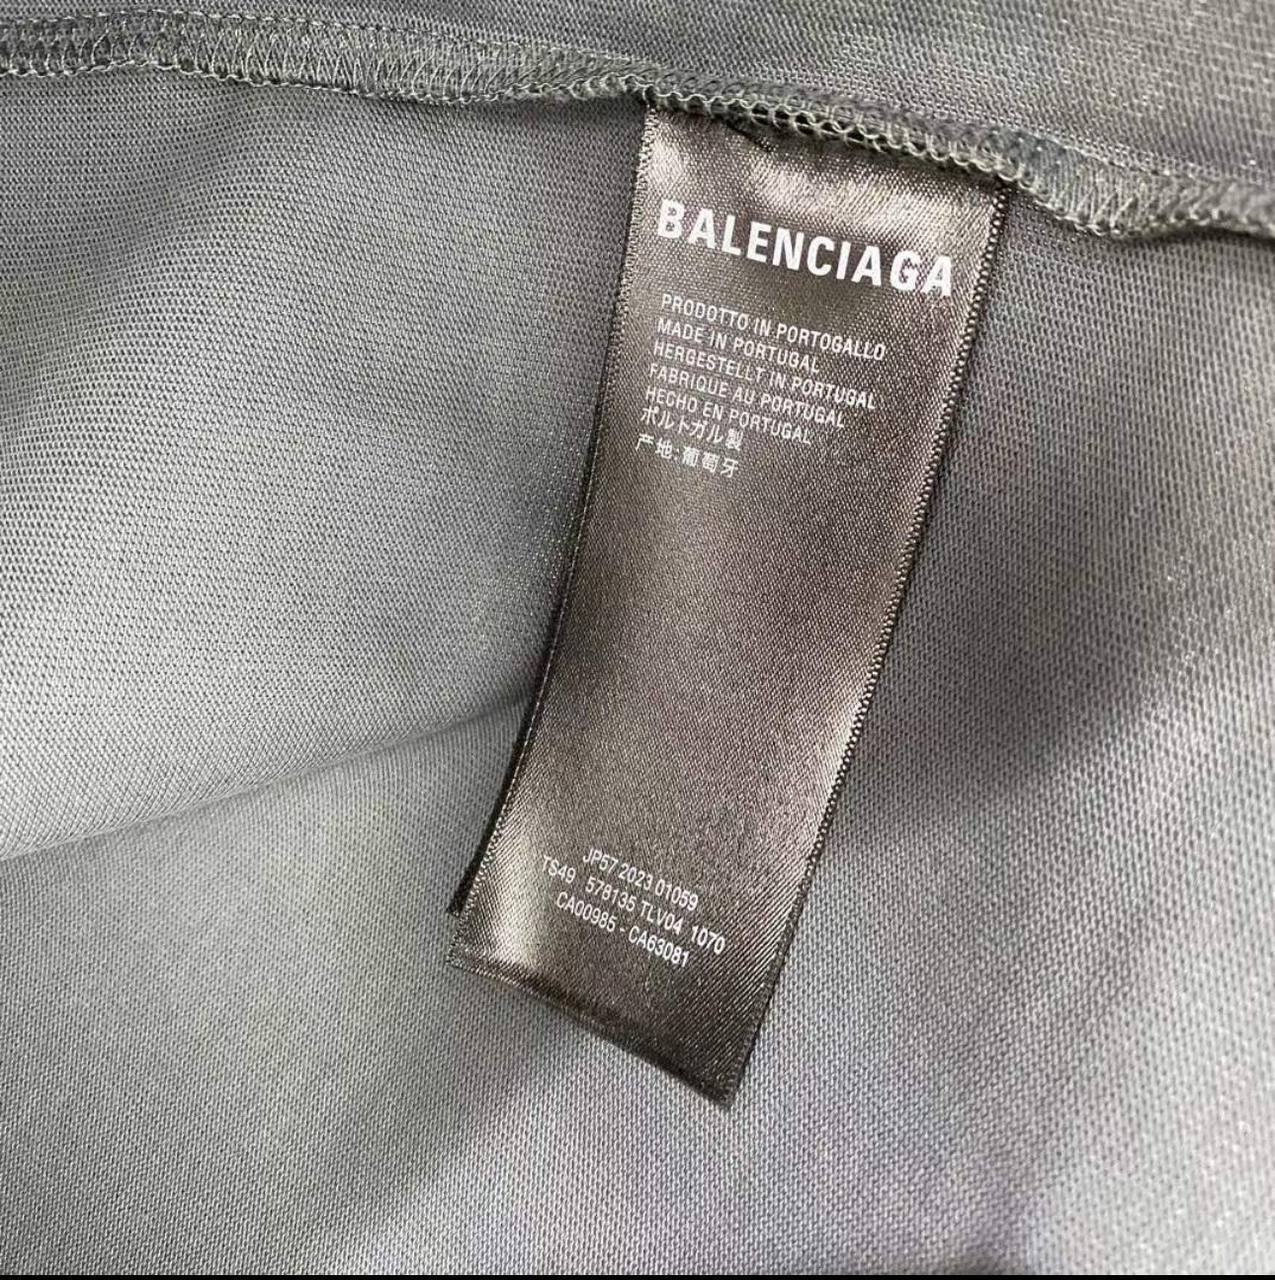 BALENCIAGA
PRODOTTO IN PORTOGALLO
MADE IN PORTUGAL
HERGESTELLT IN PORTUGAL
FABRIQUE AU PORTUGAL
HECHO EN PORTUGAL
ポルトガル製
产地:葡萄牙
JP57 2023 01059
TS49 578135 TLV04 1070
CA00985 - CA63081